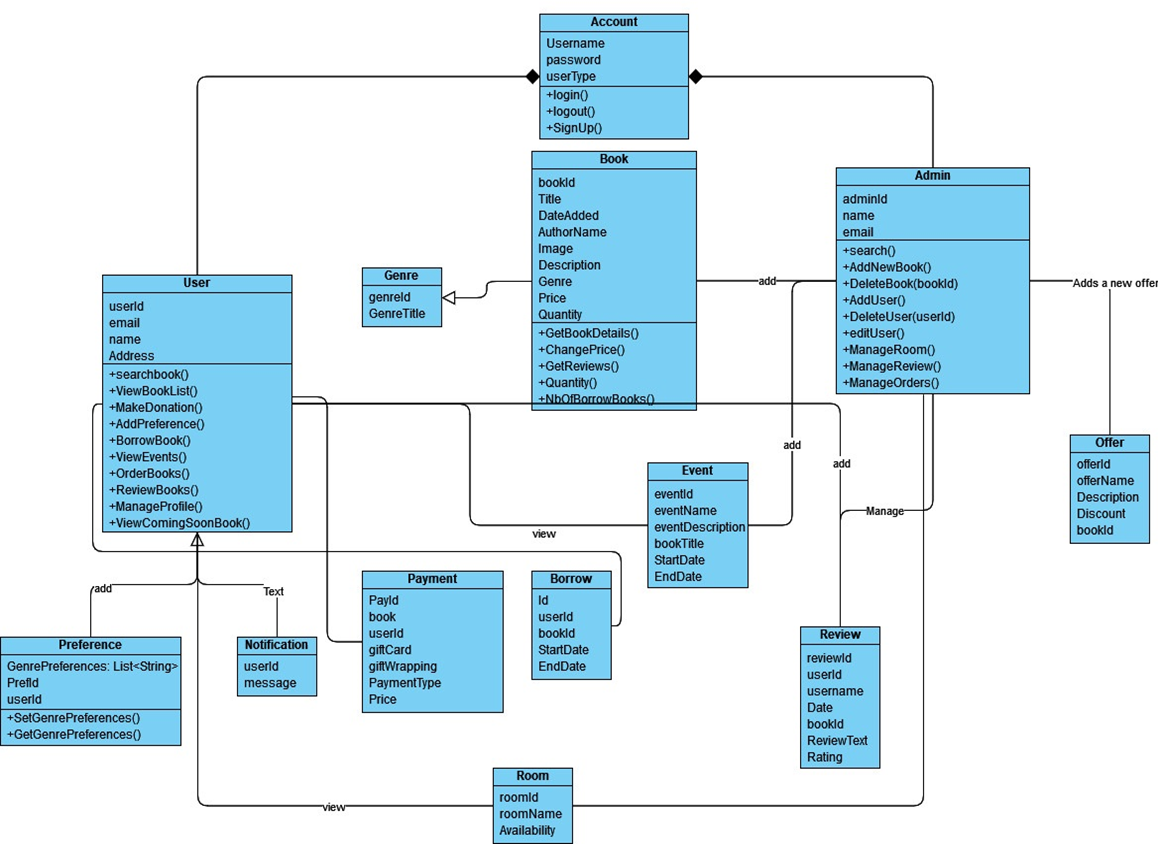 Account
Username
password
userType
+login()
+logout()
+SignUp()
Book
bookId
Title
DateAdded
AuthorName
Image
Description
Genre
Price
Quantity
+GetBookDetails()
+ChangePrice()
+GetReviews()
+Quantity()
+NbOfBorrowBooks()
Admin
adminId
name
email
+search()
+AddNewBook()
+DeleteBook(bookId)
+AddUser()
+DeleteUser(userId)
+editUser()
+ManageRoom()
+ManageReview()
+ManageOrders()
Genre
genreId
GenreTitle
User
userId
email
name
Address
+searchbook()
+ViewBookList()
+MakeDonation()
+AddPreference()
+BorrowBook()
+ViewEvents()
+OrderBooks()
+ReviewBooks()
+ManageProfile()
+ViewComingSoonBook()
add
Adds a new offer
Offer
offerId
offerName
Description
Discount
bookId
add
add
Manage
Event
eventId
eventName
eventDescription
bookTitle
StartDate
EndDate
view
add
Text
Preference
GenrePreferences: List<String>
PrefId
userId
+SetGenrePreferences()
+GetGenrePreferences()
Notification
userId
message
Payment
PayId
book
userId
giftCard
giftWrapping
PaymentType
Price
Borrow
Id
userId
bookId
StartDate
EndDate
Review
reviewId
userId
username
Date
bookId
ReviewText
Rating
view
Room
roomId
roomName
Availability